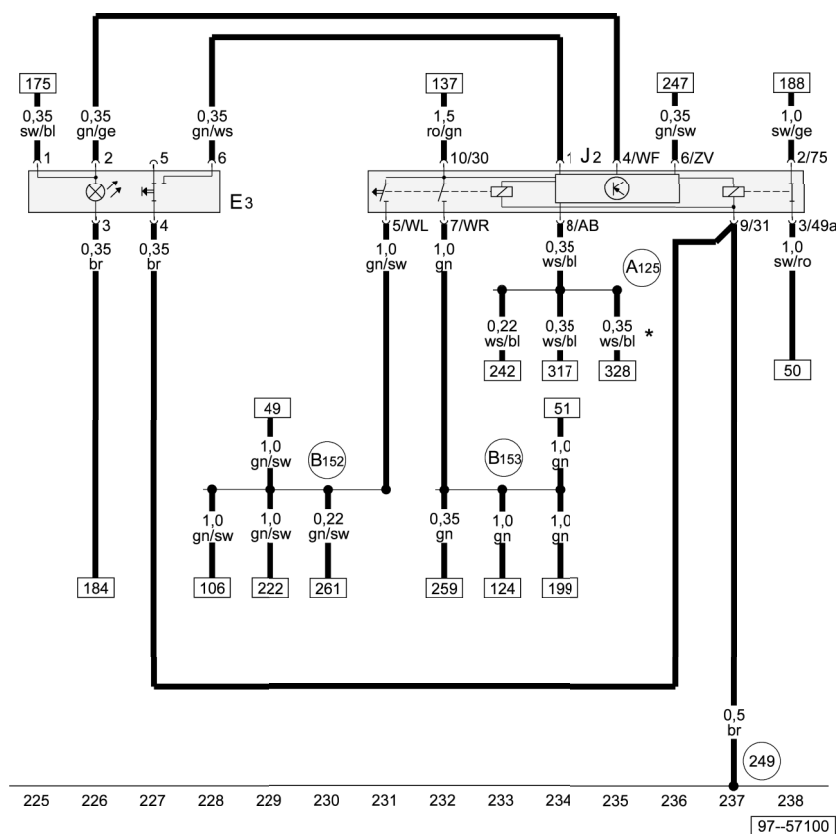 175 137 247 188
0,35 0,35 0,35 1,5 0,35 1,0
sw/bl gn/ge gn/ws ro/gn gn/sw sw/ge
1 2 5 6 10/30 1 J2 4/WF 6/ZV 2/75
E3
3 4 5/WL 7/WR 8/AB 9/31 3/49a
0,35 0,35 1,0 1,0 0,35 1,0
br br gn/sw gn ws/bl sw/ro
A125
0,22 0,35 0,35 *
ws/bl ws/bl ws/bl
242 317 328 50
49 51
1,0 1,0
gn/sw B152 B153 gn
1,0 1,0 0,22 0,35 1,0 1,0
gn/sw gn/sw gn/sw gn gn gn
184 106 222 261 259 124 199
0,5
br
249
225 226 227 228 229 230 231 232 233 234 235 236 237 238
97--57100